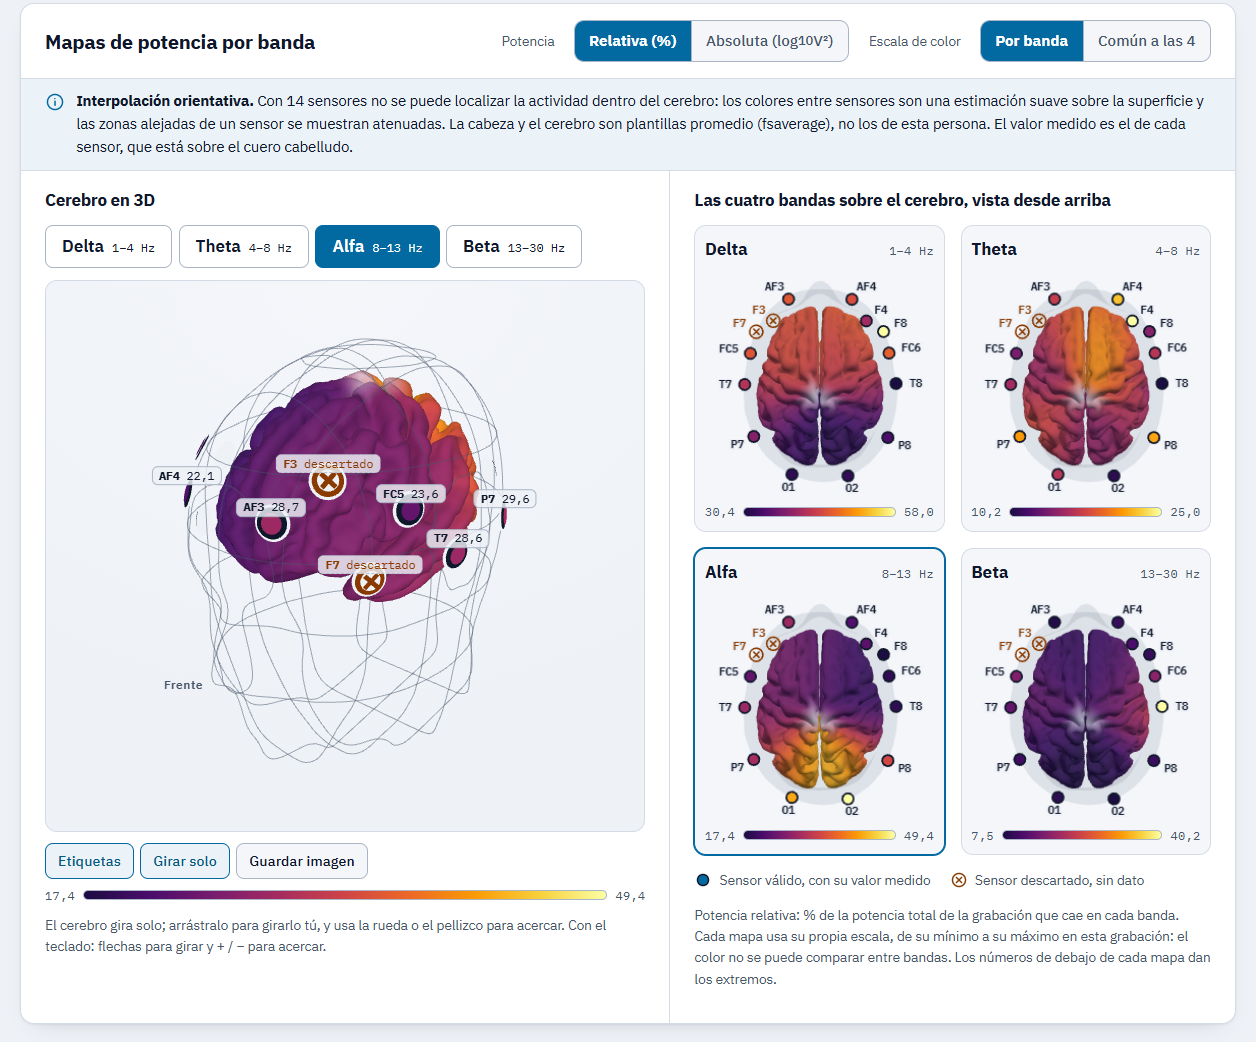 Mapas de potencia por banda
Potencia
Relativa (%)
Absoluta (log10V²)
Escala de color
Por banda
Común a las 4
Interpolación orientativa. Con 14 sensores no se puede localizar la actividad dentro del cerebro: los colores entre sensores son una estimación suave sobre la superficie y
las zonas alejadas de un sensor se muestran atenuadas. La cabeza y el cerebro son plantillas promedio (fsaverage), no los de esta persona. El valor medido es el de cada
sensor, que está sobre el cuero cabelludo.
Cerebro en 3D
Delta 1–4 Hz
Theta 4–8 Hz
Alfa 8–13 Hz
Beta 13–30 Hz
F3 descartado
AF4 22,1
FC5 23,6
P7 29,6
AF3 28,7
T7 28,6
F7 descartado
Frente
Etiquetas
Girar solo
Guardar imagen
17,4
49,4
El cerebro gira solo; arrástralo para girarlo tú, y usa la rueda o el pellizco para acercar. Con el
teclado: flechas para girar y + / − para acercar.
Las cuatro bandas sobre el cerebro, vista desde arriba
Delta
1–4 Hz
AF3
AF4
F3
F4
F7
F8
FC5
FC6
T7
T8
P7
P8
O1
O2
30,4
58,0
Theta
4–8 Hz
AF3
AF4
F3
F4
F7
F8
FC5
FC6
T7
T8
P7
P8
O1
O2
10,2
25,0
Alfa
8–13 Hz
AF3
AF4
F3
F4
F7
F8
FC5
FC6
T7
T8
P7
P8
O1
O2
17,4
49,4
Beta
13–30 Hz
AF3
AF4
F3
F4
F7
F8
FC5
FC6
T7
T8
P7
P8
O1
O2
7,5
40,2
Sensor válido, con su valor medido
Sensor descartado, sin dato
Potencia relativa: % de la potencia total de la grabación que cae en cada banda.
Cada mapa usa su propia escala, de su mínimo a su máximo en esta grabación: el
color no se puede comparar entre bandas. Los números de debajo de cada mapa dan
los extremos.